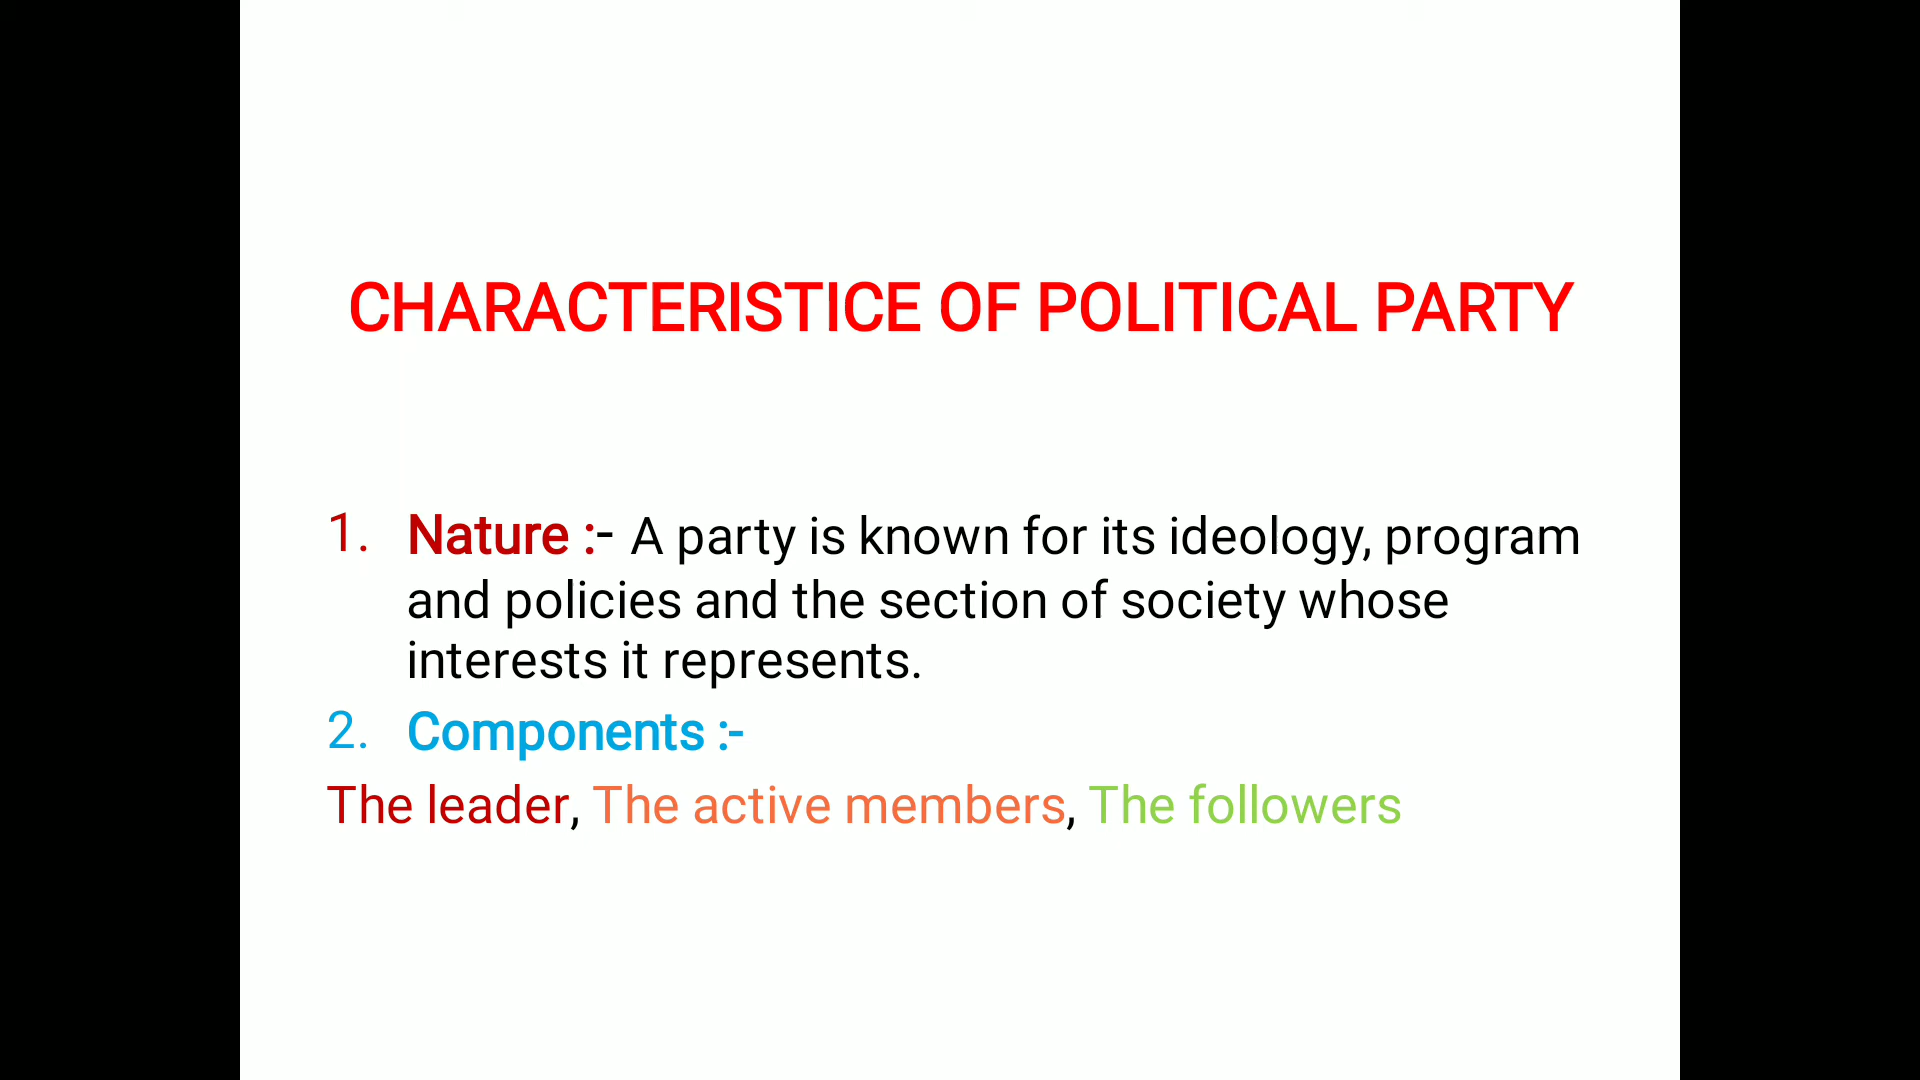 CHARACTERISTICE OF POLITICAL PARTY
1. Nature :- A party is known for its ideology, program
and policies and the section of society whose
interests it represents.
2. Components :-
The leader, The active members, The followers